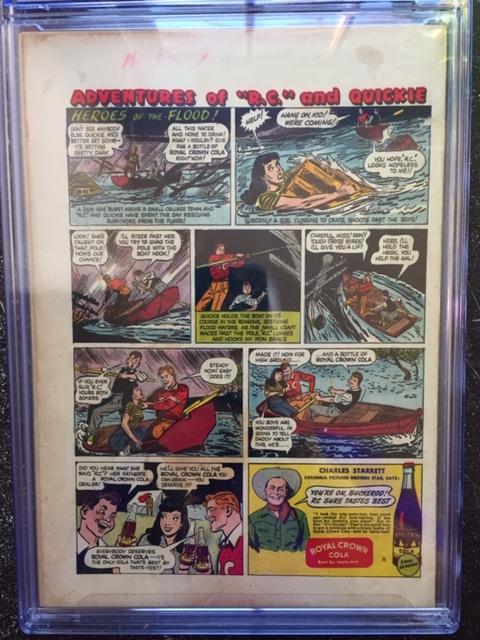 ADVENTURES of "R.C." and QUICKIE
HEROES OF THE FLOOD!
DON'T SEE ANYBODY
ELSE, QUICKIE. WE'D
BETTER GET GOING—
IT'S GETTING
PRETTY DARK
ALL THIS WATER
AND NONE TO DRINK!
WHAT I WOULDN'T GIVE
FOR A BOTTLE OF
ROYAL CROWN COLA
RIGHT NOW!
A DAM HAS BURST ABOVE A SMALL COLLEGE TOWN AND
"R.C." AND QUICKIE HAVE SPENT THE DAY RESCUING
SURVIVORS FROM THE FLOOD!
HELP!
HANG ON, KID!
WE'RE COMING!
YOU HOPE, "R.C."
LOOKS HOPELESS
TO ME!!
SUDDENLY A GIRL CLINGING TO CRATE, SHOOTS PAST THE BOYS!
LOOK! SHE'S
CAUGHT ON
THAT POLE!
NOW'S OUR
CHANCE!
I'LL STEER PAST HER.
YOU TRY TO SNAG THE
POLE WITH THE
BOAT HOOK!
QUICKIE HOLDS THE BOAT ON ITS
COURSE IN THE ROARING, SEETHING
FLOOD WATERS. AS THE SMALL CRAFT
RACES PAST THE POLE, "R.C." LUNGES
AND HOOKS AN IRON BRACE
CAREFUL, MISS! DON'T
TOUCH THOSE WIRES!
I'LL GIVE YOU A LIFT
HERE, I'LL
HOLD THE
HOOK, YOU
HELP THE GAL!
IF YOU EVER
SLIP, "R.C."
YOU'RE BOTH
GONERS
STEADY
NOW! EASY
DOES IT!
MADE IT! NOW FOR
HIGH GROUND.......
....AND A BOTTLE OF
ROYAL CROWN COLA
YOU BOYS ARE
WONDERFUL. I'M
GOING TO TELL
DADDY ABOUT
THIS, HE'S......
DID YOU HEAR WHAT SHE
SAID, "R.C."? HER FATHER'S
A ROYAL CROWN COLA
DEALER!
HE'LL GIVE YOU ALL THE
ROYAL CROWN COLA YOU
CAN DRINK—YOU
DESERVE IT!
EVERYBODY DESERVES
ROYAL CROWN COLA—IT'S
THE ONLY COLA THAT'S BEST BY
TASTE-TEST!
CHARLES STARRETT
COLUMBIA PICTURES WESTERN STAR, SAYS:
YOU'RE ON, BUCKEROO!
RC SURE TASTES BEST
ROYAL CROWN
COLA
Best by taste-test
COLA